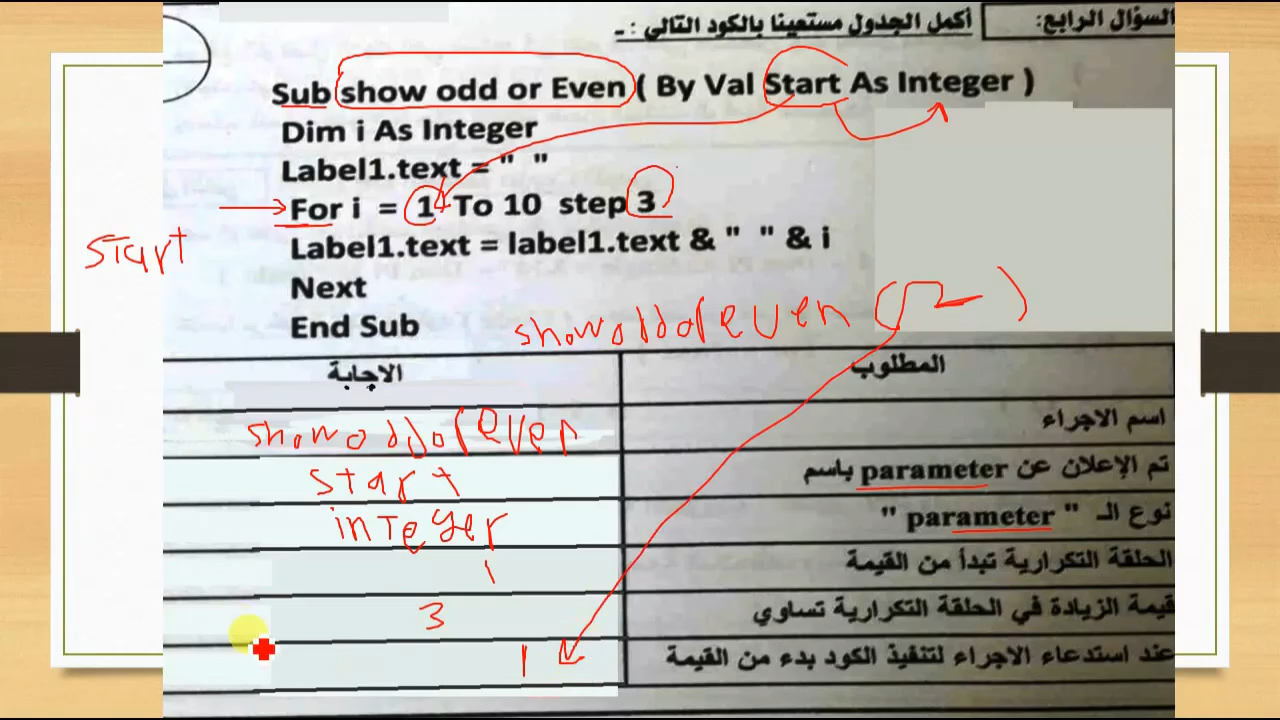 السؤال الرابع:
أكمل الجدول مستعينا بالكود التالي : -
Sub show odd or Even ( By Val Start As Integer )
Dim i As Integer
Label1.text = " "
For i = 1 To 10 step 3
start
Label1.text = label1.text & " " & i
Next
End Sub
showoddoreven ( 2 )
المطلوب الاجابة
اسم الاجراء showoddoreven
تم الإعلان عن parameter باسم start
نوع الـ " parameter " integer
الحلقة التكرارية تبدأ من القيمة 1
قيمة الزيادة في الحلقة التكرارية تساوي 3
عند استدعاء الاجراء لتنفيذ الكود بدء من القيمة 1